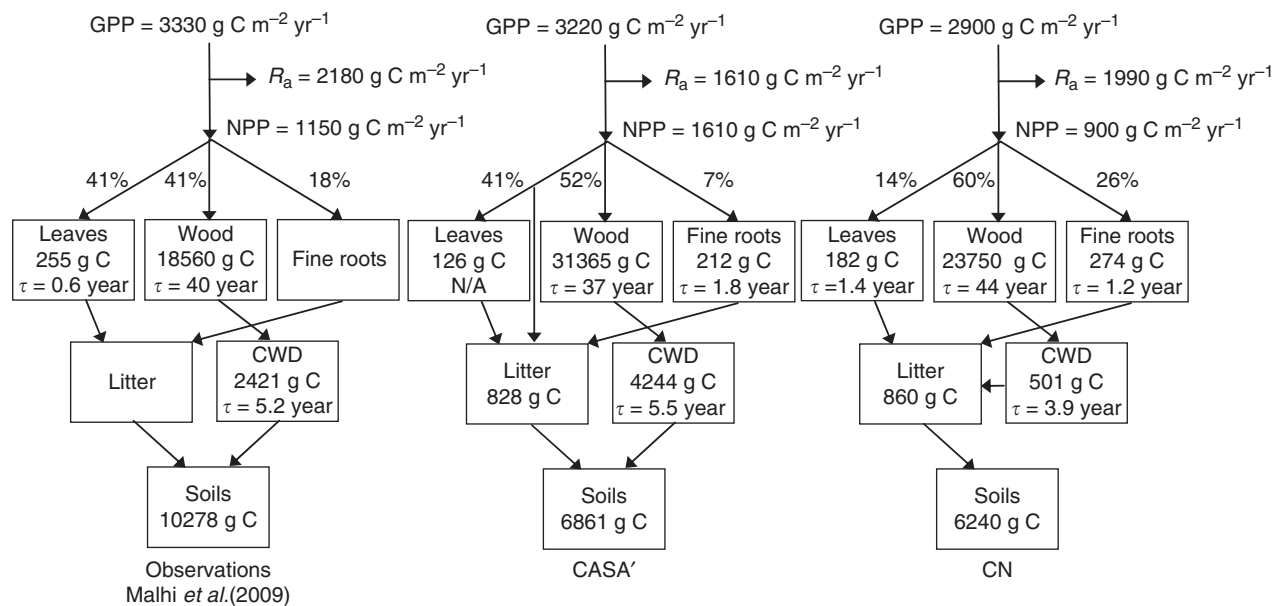 GPP = 3330 g C m⁻² yr⁻¹
Rₐ = 2180 g C m⁻² yr⁻¹
NPP = 1150 g C m⁻² yr⁻¹
41%
41%
18%
Leaves
255 g C
τ = 0.6 year
Wood
18560 g C
τ = 40 year
Fine roots
Litter
CWD
2421 g C
τ = 5.2 year
Soils
10278 g C
Observations
Malhi et al.(2009)
GPP = 3220 g C m⁻² yr⁻¹
Rₐ = 1610 g C m⁻² yr⁻¹
NPP = 1610 g C m⁻² yr⁻¹
41%
52%
7%
Leaves
126 g C
N/A
Wood
31365 g C
τ = 37 year
Fine roots
212 g C
τ = 1.8 year
Litter
828 g C
CWD
4244 g C
τ = 5.5 year
Soils
6861 g C
CASA′
GPP = 2900 g C m⁻² yr⁻¹
Rₐ = 1990 g C m⁻² yr⁻¹
NPP = 900 g C m⁻² yr⁻¹
14%
60%
26%
Leaves
182 g C
τ =1.4 year
Wood
23750 g C
τ = 44 year
Fine roots
274 g C
τ = 1.2 year
Litter
860 g C
CWD
501 g C
τ = 3.9 year
Soils
6240 g C
CN